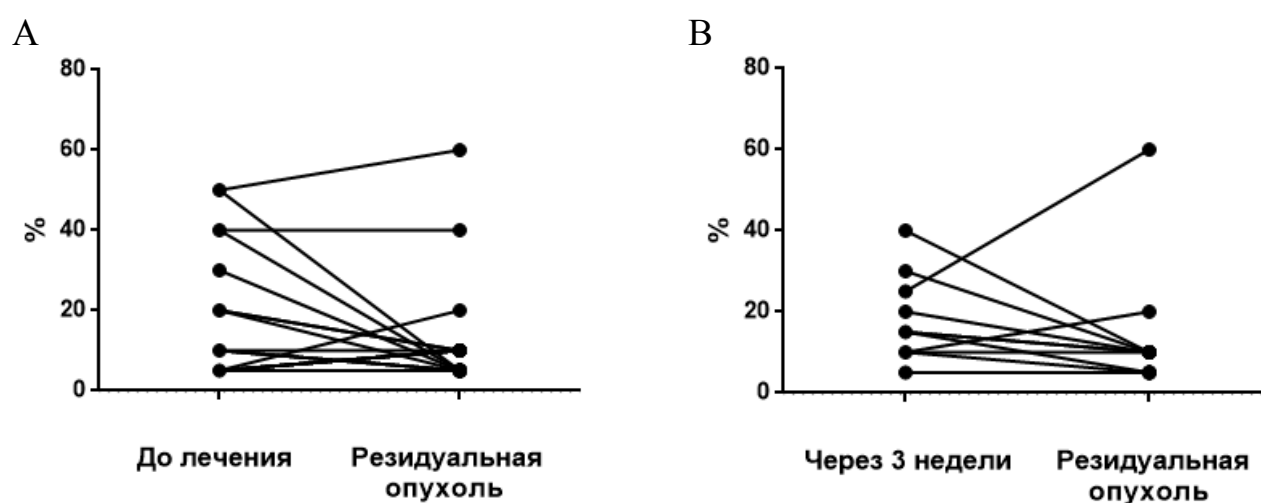 A
80
60
40
20
0
%
До лечения
Резидуальная
опухоль
B
80
60
40
20
0
%
Через 3 недели
Резидуальная
опухоль